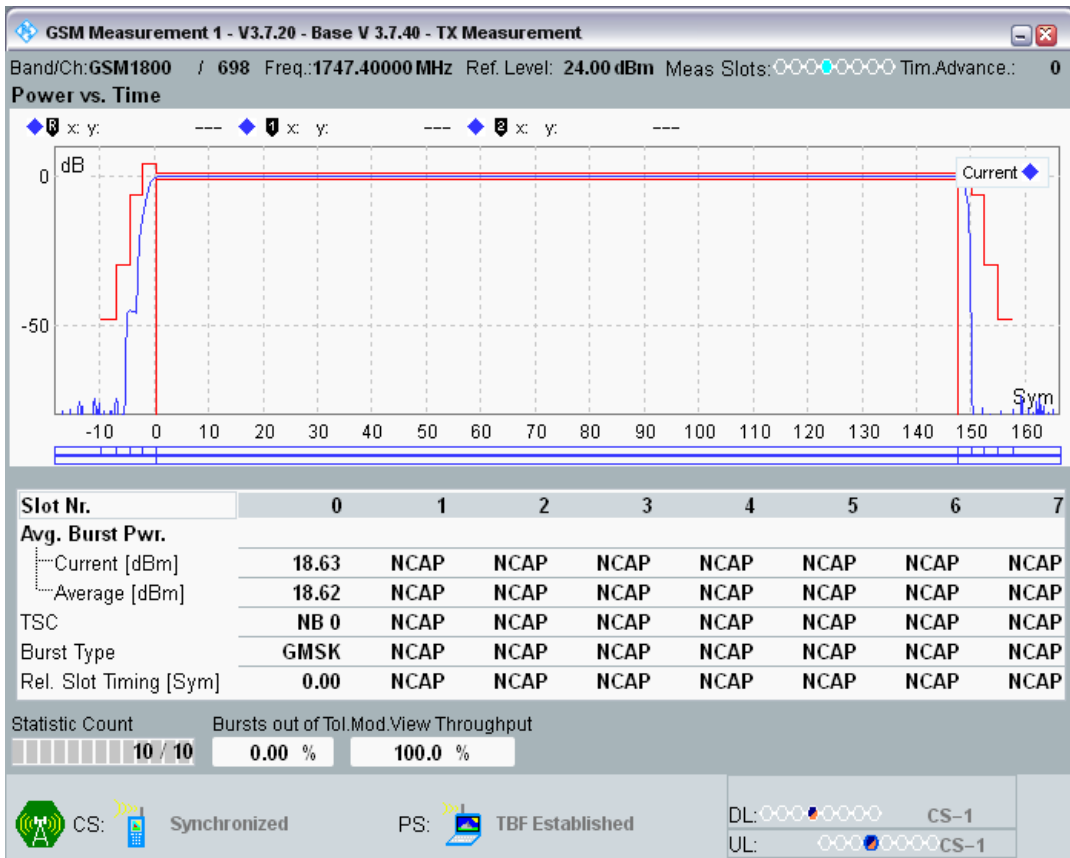 GSM Measurement 1 - V3.7.20 - Base V 3.7.40 - TX Measurement
Band/Ch:GSM1800 / 698 Freq.:1747.40000 MHz Ref. Level: 24.00 dBm Meas Slots: Tim.Advance.: 0
Power vs. Time
R x: y: --- 1 x: y: --- 2 x: y: ---
dB
Current
0
-50
Sym
-10 0 10 20 30 40 50 60 70 80 90 100 110 120 130 140 150 160
Slot Nr. 0 1 2 3 4 5 6 7
Avg. Burst Pwr.
Current [dBm] 18.63 NCAP NCAP NCAP NCAP NCAP NCAP NCAP
Average [dBm] 18.62 NCAP NCAP NCAP NCAP NCAP NCAP NCAP
TSC NB 0 NCAP NCAP NCAP NCAP NCAP NCAP NCAP
Burst Type GMSK NCAP NCAP NCAP NCAP NCAP NCAP NCAP
Rel. Slot Timing [Sym] 0.00 NCAP NCAP NCAP NCAP NCAP NCAP NCAP
Statistic Count Bursts out of Tol.Mod.View Throughput
10 / 10 0.00 % 100.0 %
CS: Synchronized PS: TBF Established
DL: CS-1
UL: CS-1